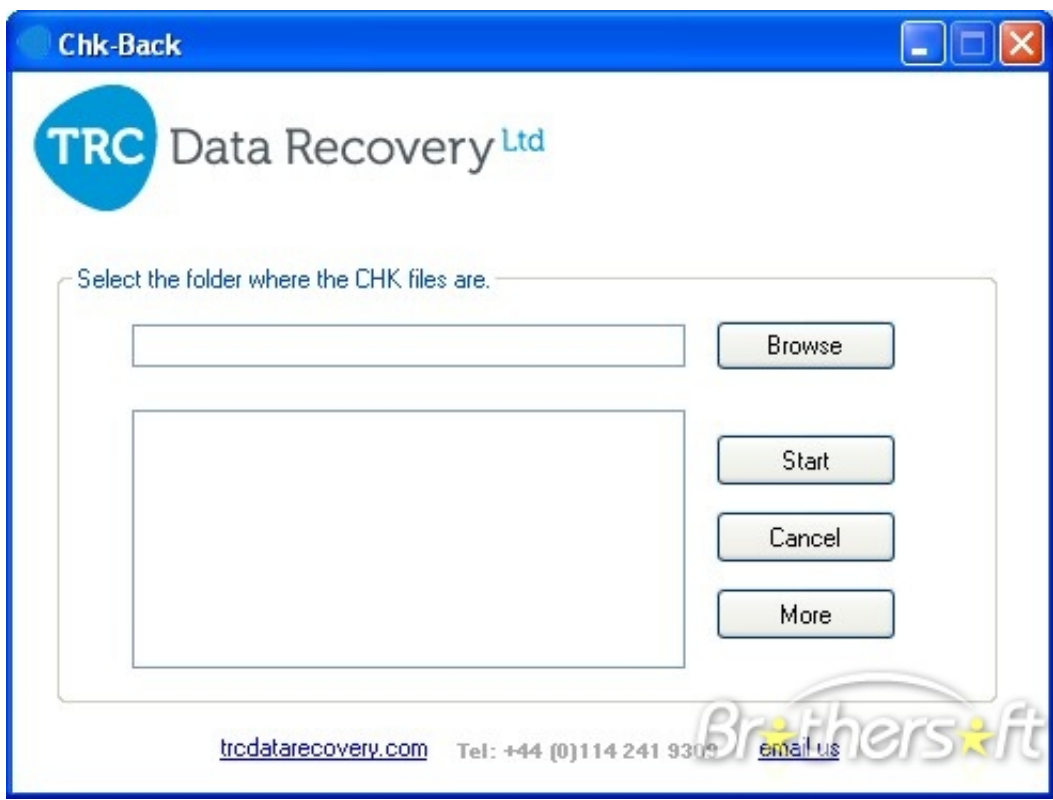 Chk-Back
TRC Data Recovery Ltd
Select the folder where the CHK files are.
Browse
Start
Cancel
More
trcdatarecovery.com Tel: +44 (0)114 241 9309 email us
Brothersoft